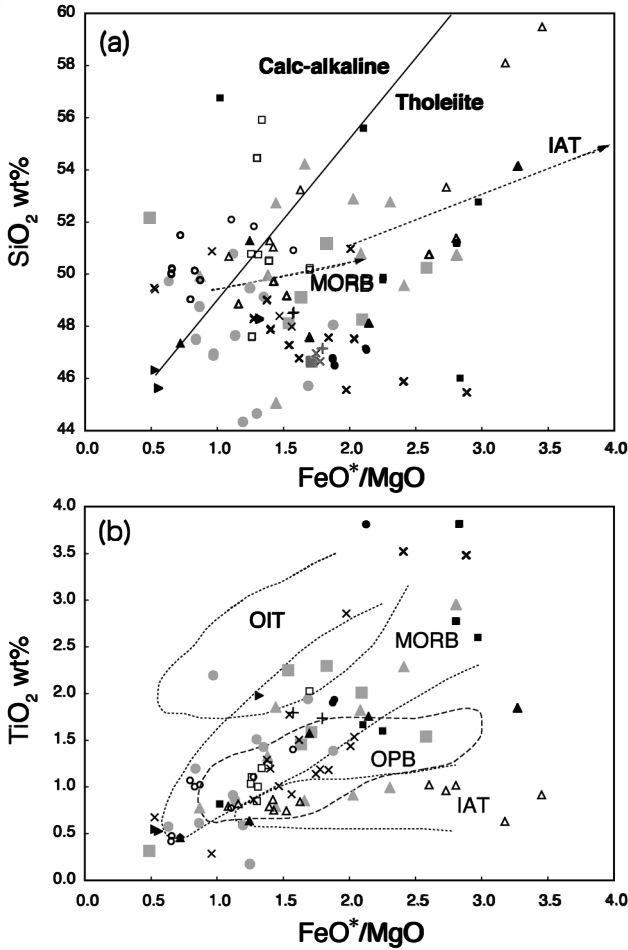 60
(a)
58
Calc-alkaline
56
Tholeiite
54
IAT
SiO₂ wt%
52
50
MORB
48
46
44
0.0 0.5 1.0 1.5 2.0 2.5 3.0 3.5 4.0
FeO*/MgO
4.0
(b)
3.5
OIT
3.0
MORB
2.5
TiO₂ wt%
2.0
1.5
OPB
1.0
IAT
0.5
0.0
0.0 0.5 1.0 1.5 2.0 2.5 3.0 3.5 4.0
FeO*/MgO